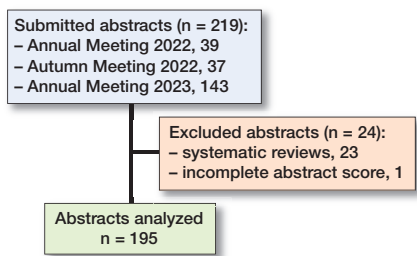 Submitted abstracts (n = 219):
– Annual Meeting 2022, 39
– Autumn Meeting 2022, 37
– Annual Meeting 2023, 143
Excluded abstracts (n = 24):
– systematic reviews, 23
– incomplete abstract score, 1
Abstracts analyzed
n = 195